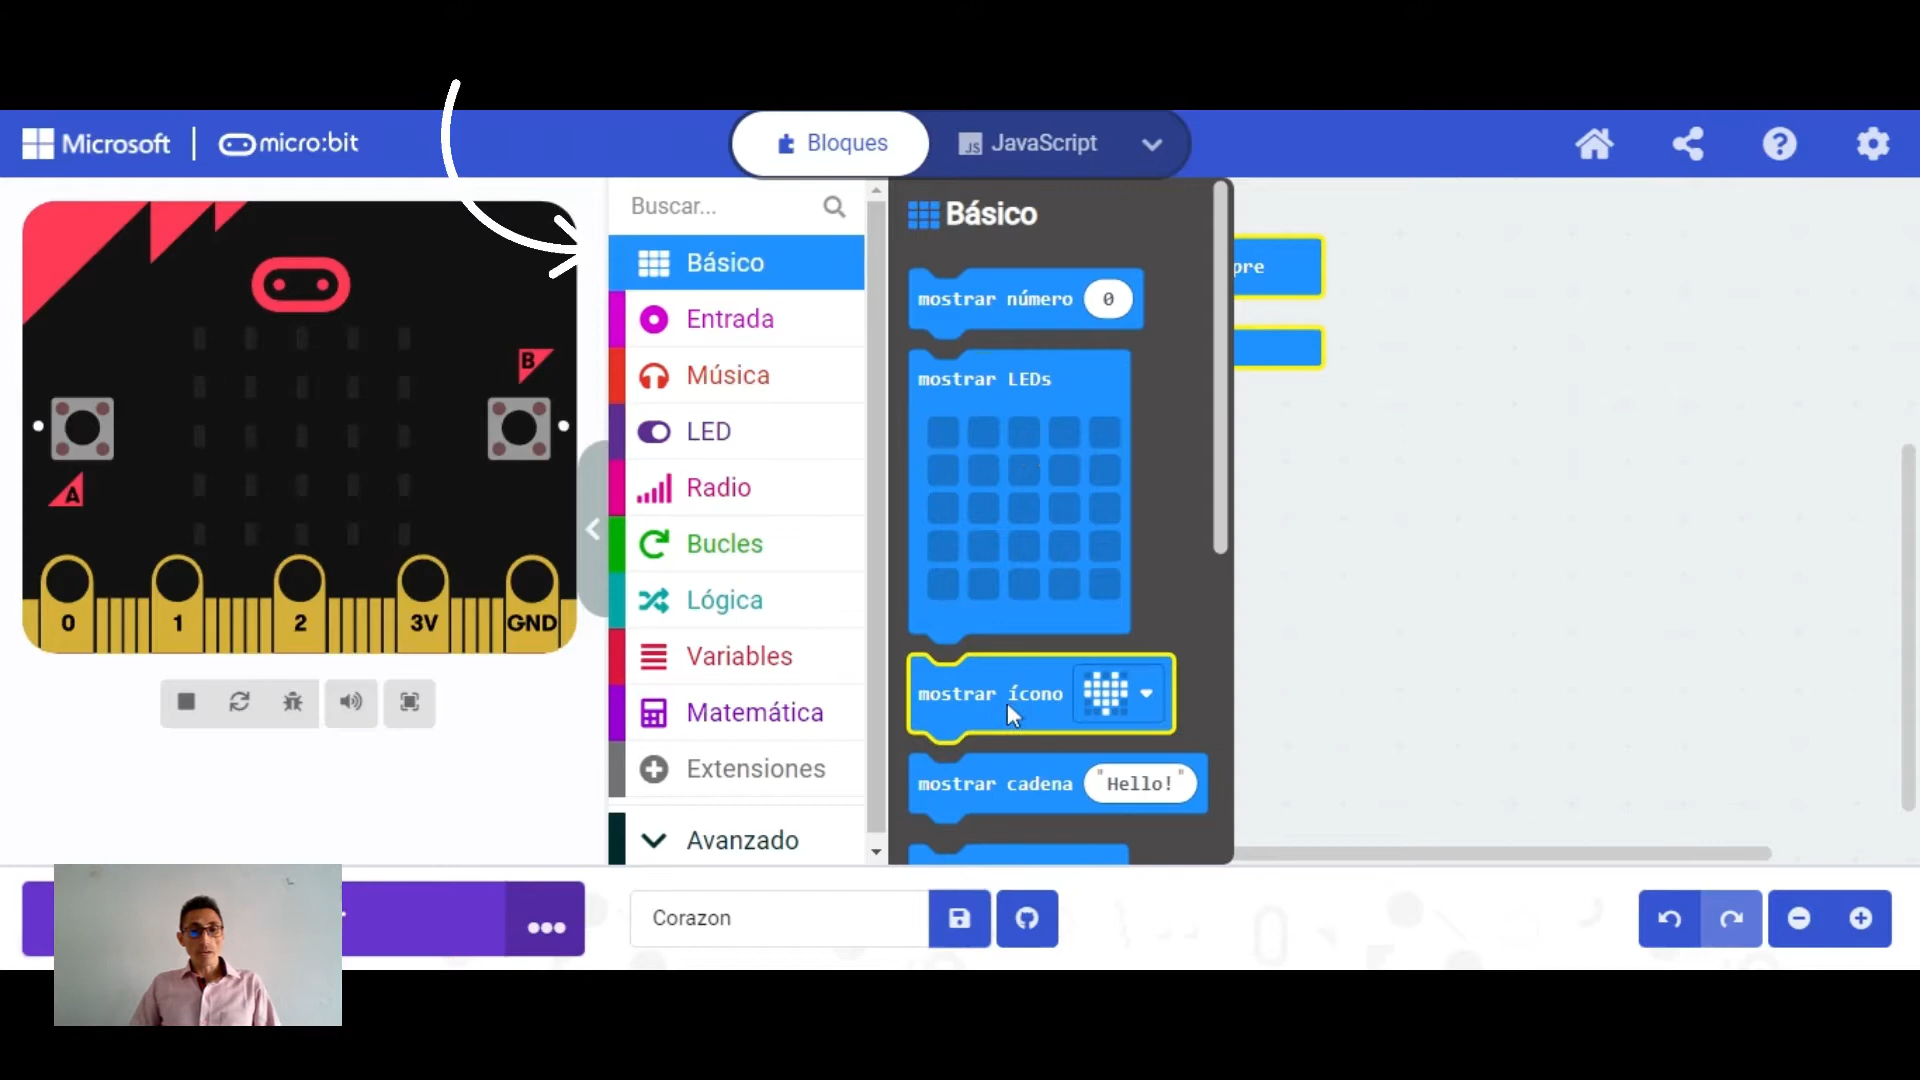 Microsoft | micro:bit
Bloques
JS JavaScript
B
A
0 1 2 3V GND
Buscar...
Básico
Entrada
Música
LED
Radio
Bucles
Lógica
Variables
Matemática
Extensiones
Avanzado
Básico
mostrar número 0
mostrar LEDs
mostrar ícono
mostrar cadena "Hello!"
pre
Corazon